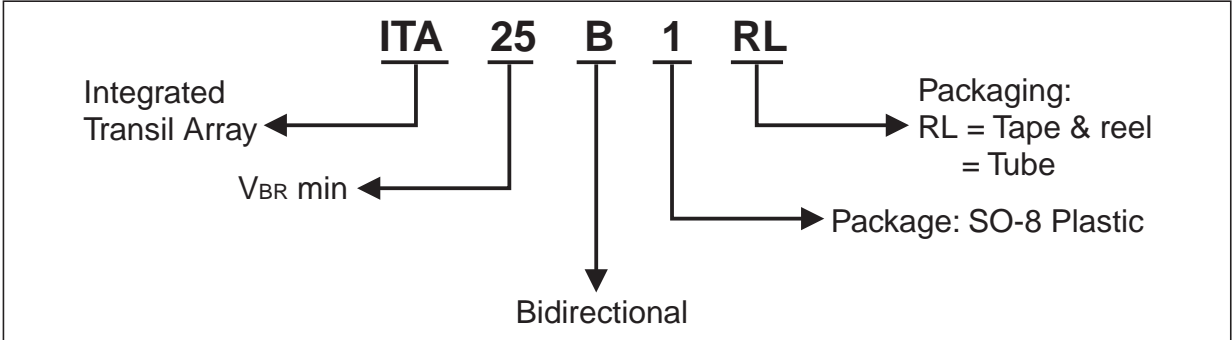 ITA 25 B 1 RL
Integrated
Transil Array
VBR min
Bidirectional
Package: SO-8 Plastic
Packaging:
RL = Tape & reel
= Tube